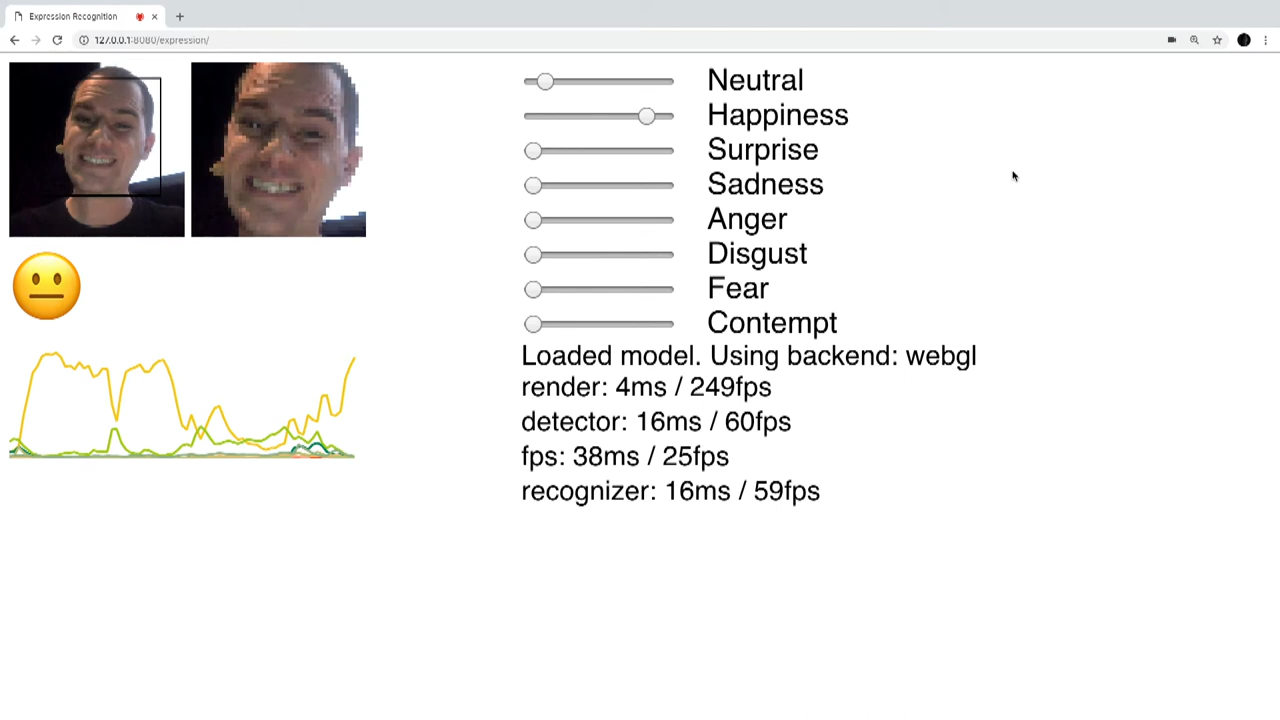 Expression Recognition
127.0.0.1:8080/expression/
Neutral
Happiness
Surprise
Sadness
Anger
Disgust
Fear
Contempt
Loaded model. Using backend: webgl
render: 4ms / 249fps
detector: 16ms / 60fps
fps: 38ms / 25fps
recognizer: 16ms / 59fps